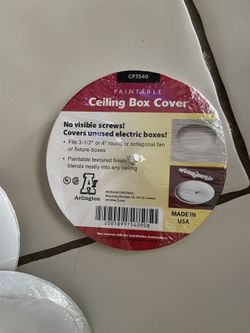 CP3540
PAINTABLE
Ceiling Box Cover
No visible screws!
Covers unused electric boxes!
• Fits 3-1/2" or 4" round or octagonal fan
or fixture boxes
• Paintable textured finish
blends neatly into any ceiling
UL
Arlington
MADE IN
USA